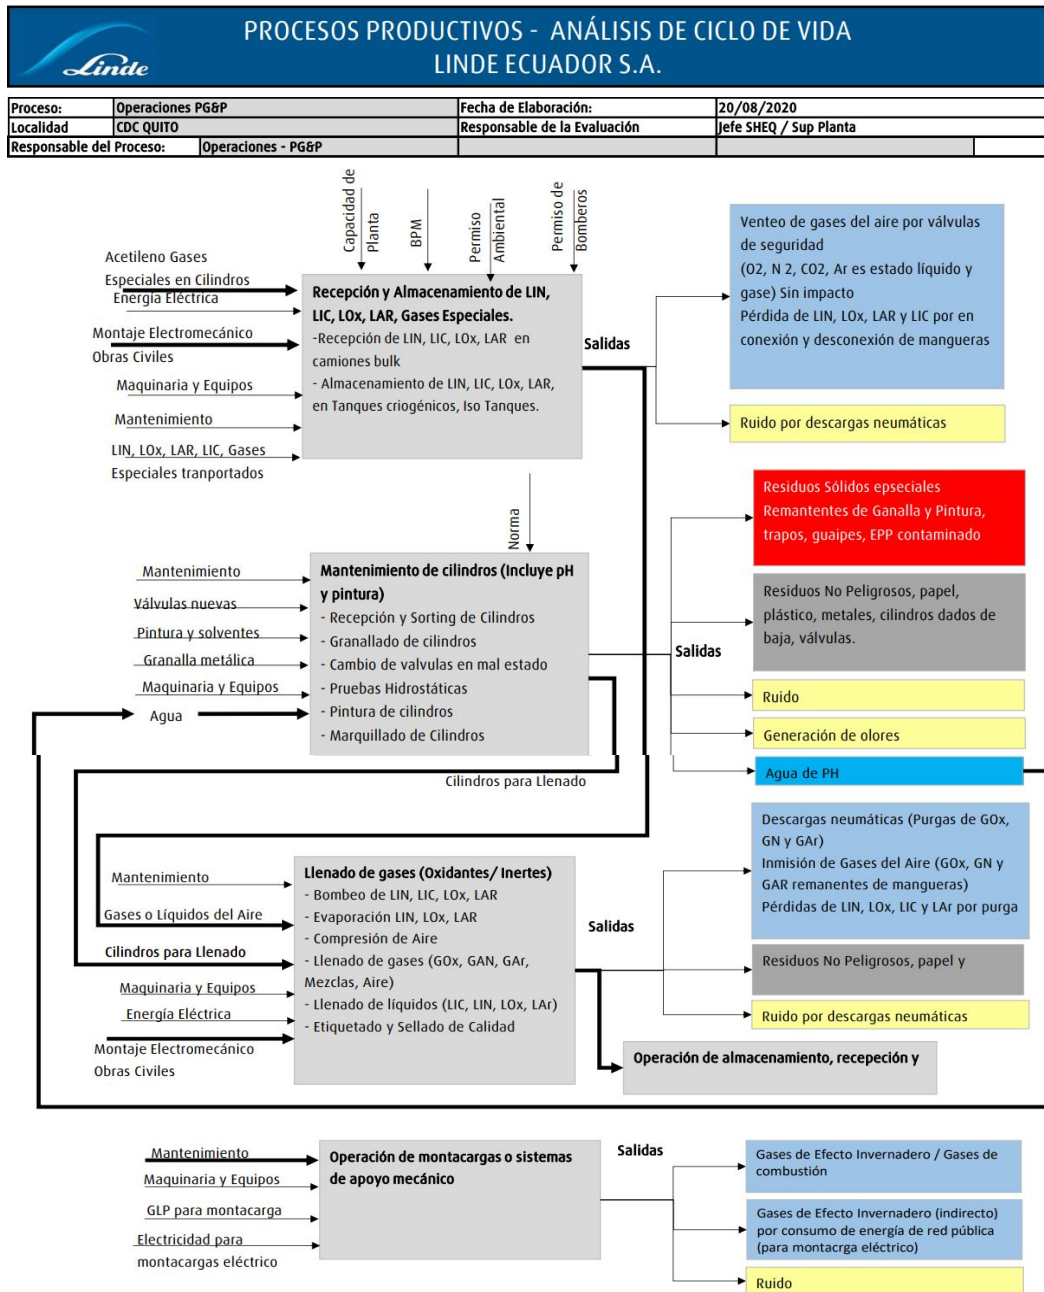 Linde
PROCESOS PRODUCTIVOS - ANÁLISIS DE CICLO DE VIDA
LINDE ECUADOR S.A.
Proceso: Operaciones PG&P Fecha de Elaboración: 20/08/2020
Localidad CDC QUITO Responsable de la Evaluación Jefe SHEQ / Sup Planta
Responsable del Proceso: Operaciones - PG&P
Capacidad de
Planta
BPM
Permiso
Ambiental
Permiso de
Bomberos
Acetileno Gases
Especiales en Cilindros
Energía Eléctrica
Montaje Electromecánico
Obras Civiles
Maquinaria y Equipos
Mantenimiento
LIN, LOx, LAR, LIC, Gases
Especiales tranportados
Recepción y Almacenamiento de LIN,
LIC, LOx, LAR, Gases Especiales.
-Recepción de LIN, LIC, LOx, LAR en
camiones bulk
- Almacenamiento de LIN, LIC, LOx, LAR,
en Tanques criogénicos, Iso Tanques.
Salidas
Venteo de gases del aire por válvulas
de seguridad
(O2, N 2, CO2, Ar es estado líquido y
gase) Sin impacto
Pérdida de LIN, LOx, LAR y LIC por en
conexión y desconexión de mangueras
Ruido por descargas neumáticas
Norma
Mantenimiento
Válvulas nuevas
Pintura y solventes
Granalla metálica
Maquinaria y Equipos
Agua
Mantenimiento de cilindros (Incluye pH
y pintura)
- Recepción y Sorting de Cilindros
- Granallado de cilindros
- Cambio de valvulas en mal estado
- Pruebas Hidrostáticas
- Pintura de cilindros
- Marquillado de Cilindros
Salidas
Residuos Sólidos epseciales
Remantentes de Ganalla y Pintura,
trapos, guaipes, EPP contaminado
Residuos No Peligrosos, papel,
plástico, metales, cilindros dados de
baja, válvulas.
Ruido
Generación de olores
Agua de PH
Cilindros para Llenado
Mantenimiento
Gases o Líquidos del Aire
Cilindros para Llenado
Maquinaria y Equipos
Energía Eléctrica
Montaje Electromecánico
Obras Civiles
Llenado de gases (Oxidantes/ Inertes)
- Bombeo de LIN, LIC, LOx, LAR
- Evaporación LIN, LOx, LAR
- Compresión de Aire
- Llenado de gases (GOx, GAN, GAr,
Mezclas, Aire)
- Llenado de líquidos (LIC, LIN, LOx, LAr)
- Etiquetado y Sellado de Calidad
Salidas
Descargas neumáticas (Purgas de GOx,
GN y GAr)
Inmisión de Gases del Aire (GOx, GN y
GAR remanentes de mangueras)
Pérdidas de LIN, LOx, LIC y LAr por purga
Residuos No Peligrosos, papel y
Ruido por descargas neumáticas
Operación de almacenamiento, recepeción y
Mantenimiento
Maquinaria y Equipos
GLP para montacarga
Electricidad para
montacargas eléctrico
Operación de montacargas o sistemas
de apoyo mecánico
Salidas
Gases de Efecto Invernadero / Gases de
combustión
Gases de Efecto Invernadero (indirecto)
por consumo de energía de red pública
(para montacrga eléctrico)
Ruido